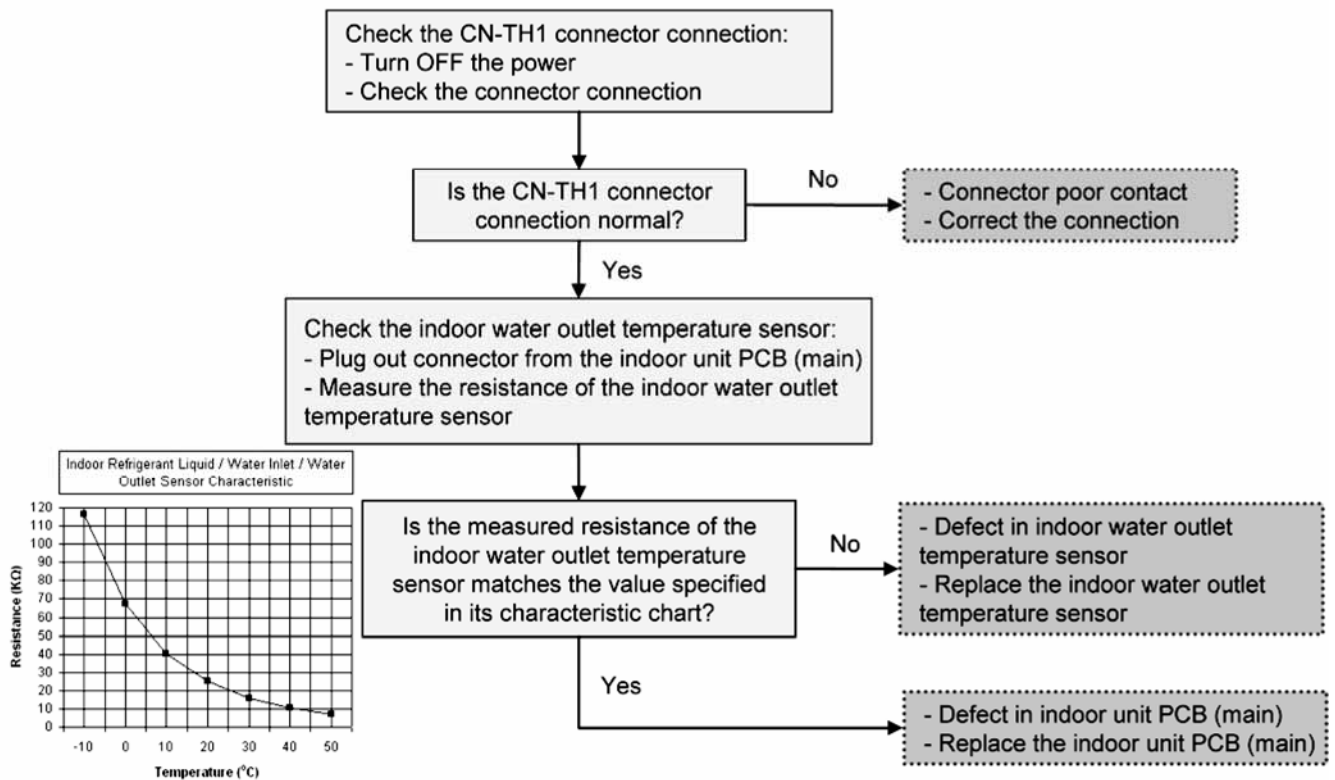 Check the CN-TH1 connector connection:
- Turn OFF the power
- Check the connector connection
Is the CN-TH1 connector
connection normal?
No
- Connector poor contact
- Correct the connection
Yes
Check the indoor water outlet temperature sensor:
- Plug out connector from the indoor unit PCB (main)
- Measure the resistance of the indoor water outlet
temperature sensor
Indoor Refrigerant Liquid / Water Inlet / Water
Outlet Sensor Characteristic
Resistance (KΩ)
120
110
100
90
80
70
60
50
40
30
20
10
0
-10 0 10 20 30 40 50
Temperature (°C)
Is the measured resistance of the
indoor water outlet temperature
sensor matches the value specified
in its characteristic chart?
No
- Defect in indoor water outlet
temperature sensor
- Replace the indoor water outlet
temperature sensor
Yes
- Defect in indoor unit PCB (main)
- Replace the indoor unit PCB (main)